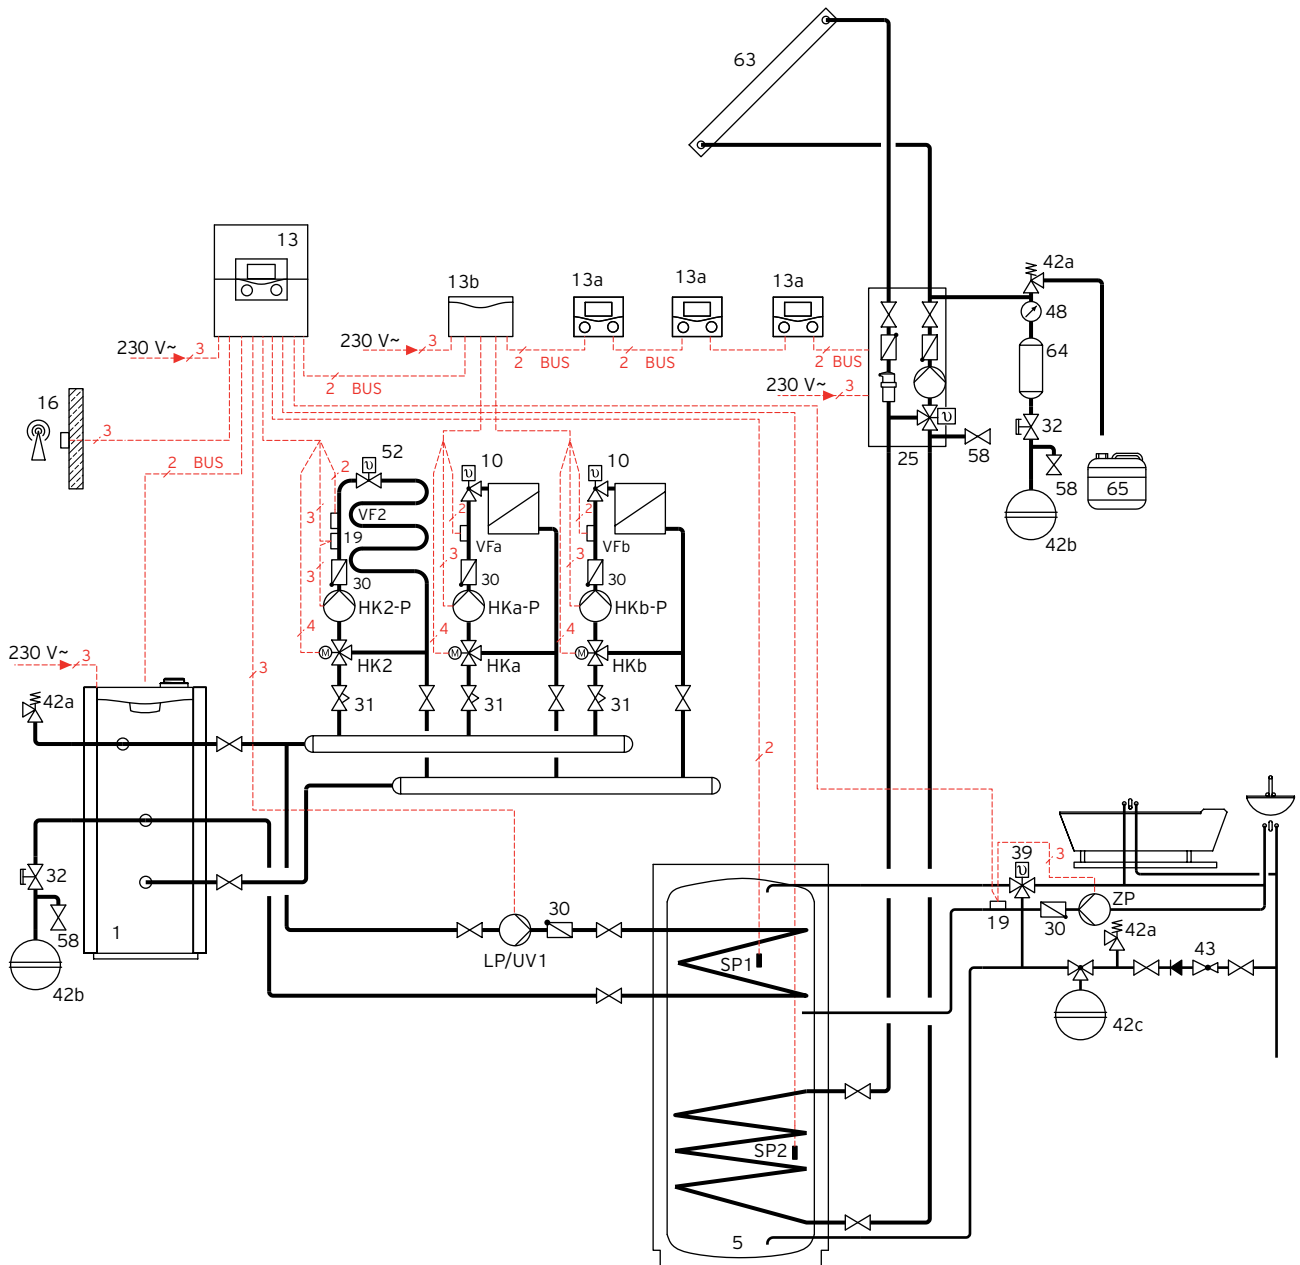 63
13
42a
13b
13a
13a
13a
48
230 V~ 3
230 V~ 3
64
2 BUS
2 BUS
2 BUS
2 BUS
230 V~ 3
16
3
32
52
10
10
25
58
2 BUS
2
58
65
3
VF2
2
2
19
VFa
VFb
42b
3
3
3
30
30
30
HK2-P
HKa-P
HKb-P
4
4
4
230 V~ 3
3
HK2
HKa
HKb
42a
31
31
31
2
39
3
32
ZP
30
19
30
42a
1
58
LP/UV1
SP1
43
42b
42c
SP2
5